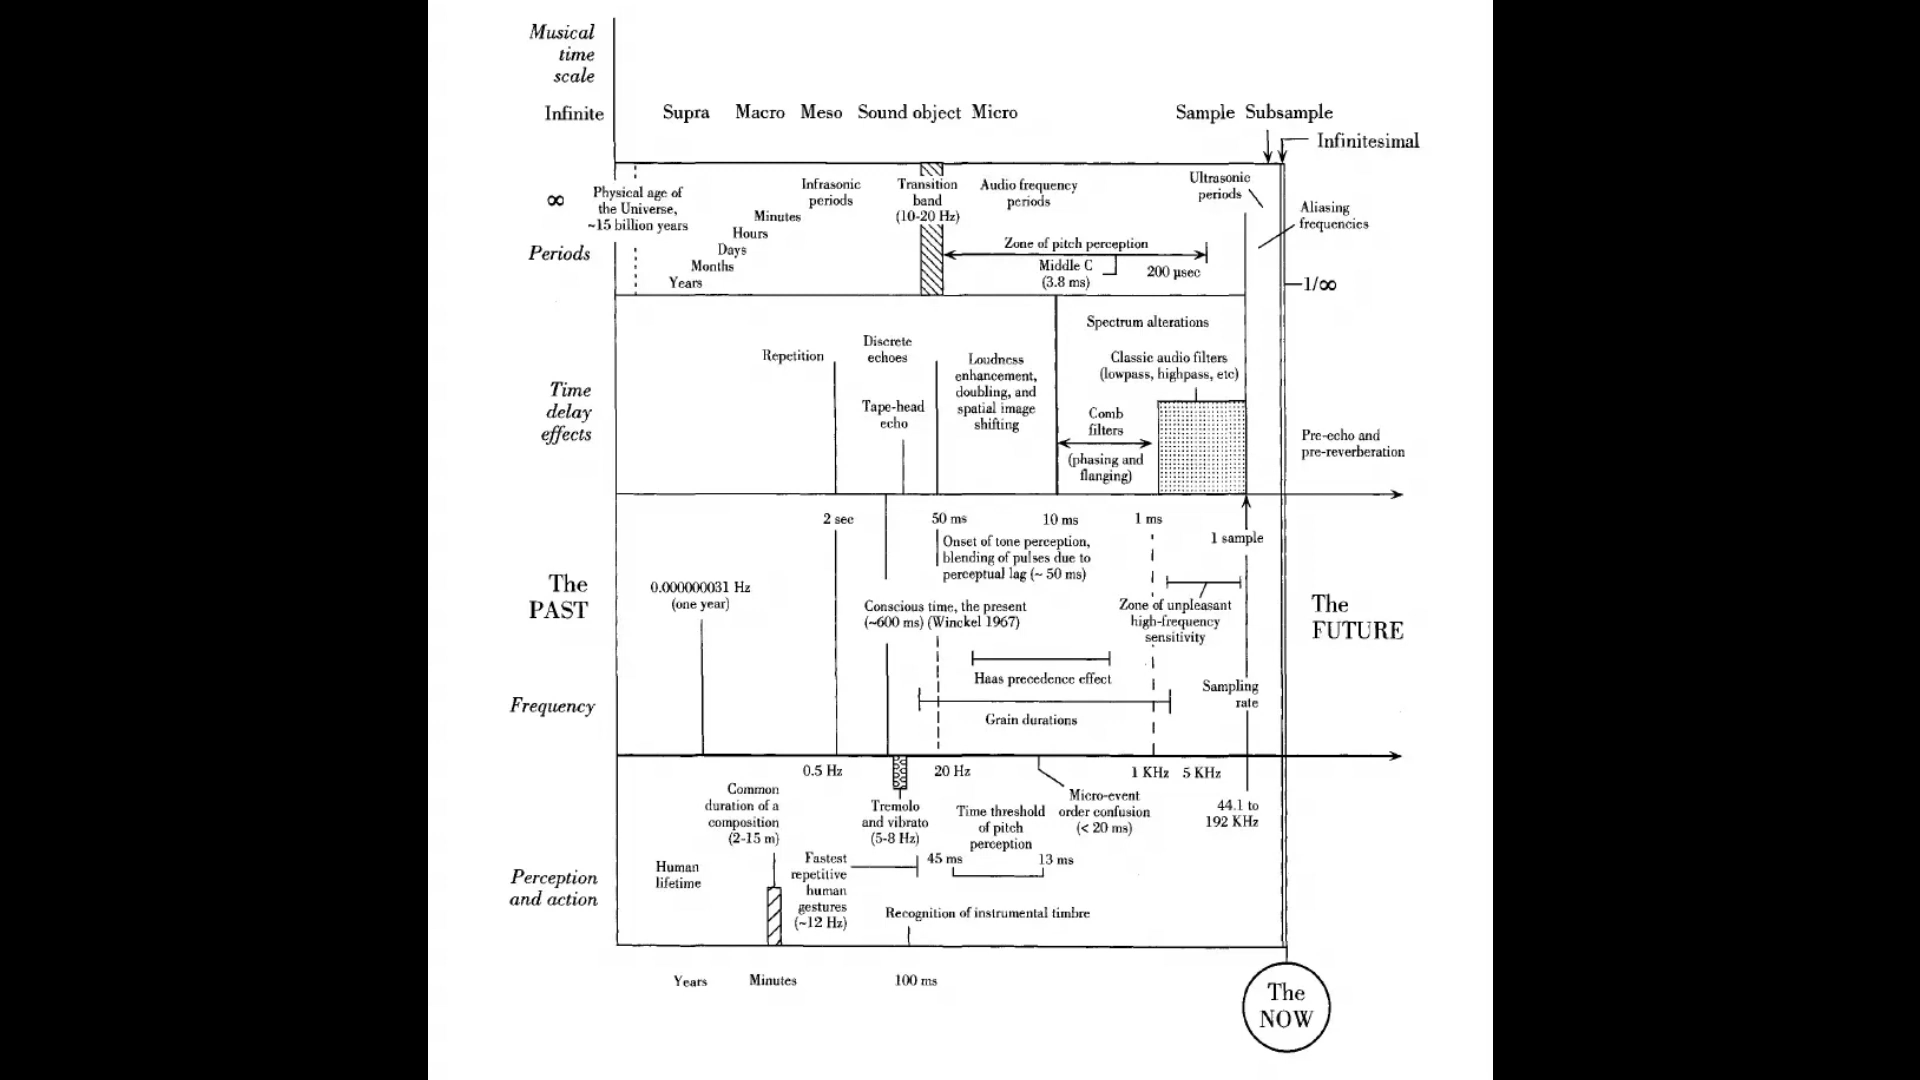 Musical
time
scale
Infinite
Supra
Macro
Meso
Sound object
Micro
Sample
Subsample
Infinitesimal
∞
Periods
Physical age of
the Universe,
~15 billion years
Infrasonic
periods
Minutes
Hours
Days
Months
Years
Transition
band
(10-20 Hz)
Audio frequency
periods
Zone of pitch perception
Middle C
(3.8 ms)
200 µsec
Ultrasonic
periods
Aliasing
frequencies
1/∞
Time
delay
effects
Repetition
Discrete
echoes
Tape-head
echo
Loudness
enhancement,
doubling, and
spatial image
shifting
Spectrum alterations
Classic audio filters
(lowpass, highpass, etc)
Comb
filters
(phasing and
flanging)
Pre-echo and
pre-reverberation
2 sec
50 ms
10 ms
1 ms
1 sample
Onset of tone perception,
blending of pulses due to
perceptual lag (~ 50 ms)
The
PAST
0.000000031 Hz
(one year)
Conscious time, the present
(~600 ms) (Winckel 1967)
Zone of unpleasant
high-frequency
sensitivity
The
FUTURE
Haas precedence effect
Grain durations
Sampling
rate
Frequency
0.5 Hz
20 Hz
1 KHz
5 KHz
44.1 to
192 KHz
Common
duration of a
composition
(2-15 m)
Tremolo
and vibrato
(5-8 Hz)
Time threshold
of pitch
perception
45 ms
13 ms
Micro-event
order confusion
(< 20 ms)
Perception
and action
Human
lifetime
Fastest
repetitive
human
gestures
(~12 Hz)
Recognition of instrumental timbre
Years
Minutes
100 ms
The
NOW